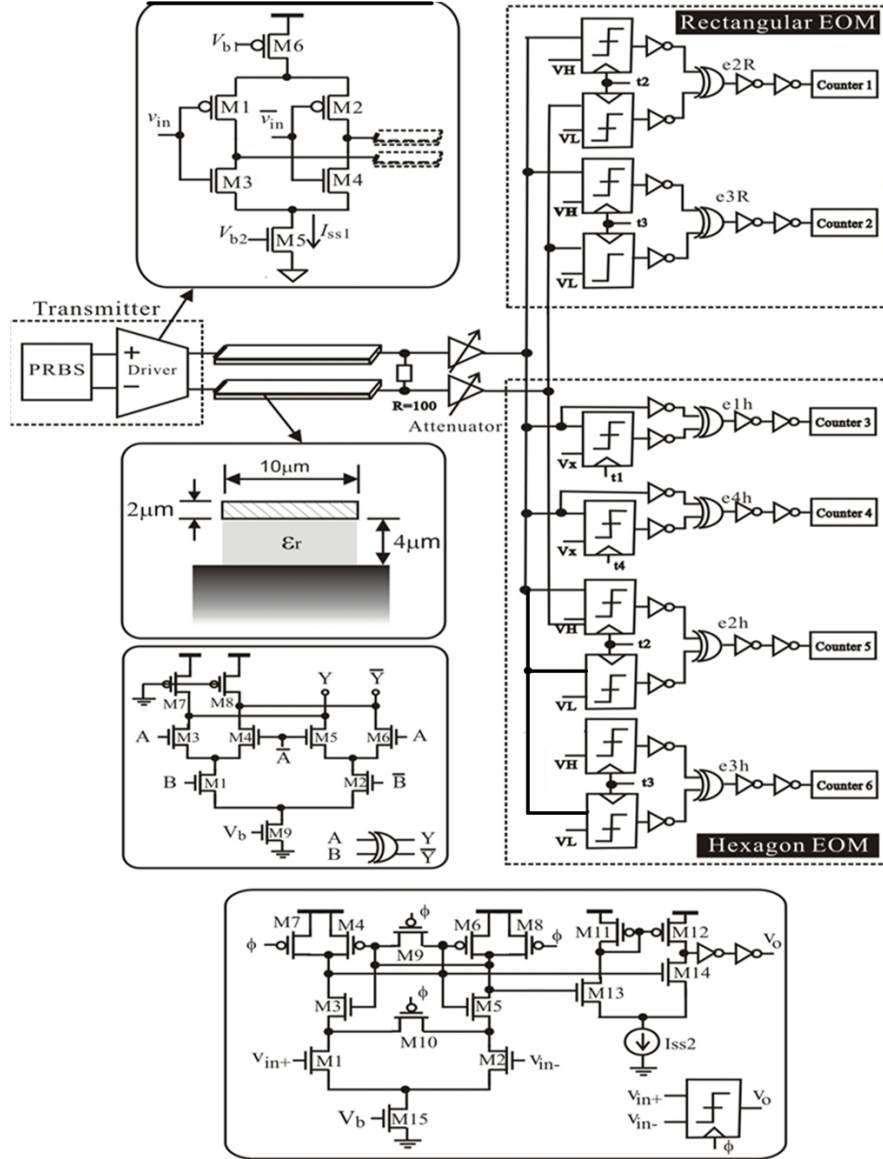 Rectangular EOM
V̅b1
M6
M1
M2
vin
v̅in
M3
M4
Vb2
M5
Iss1
VH
t2
VL
e2R
Counter 1
VH
t3
VL
e3R
Counter 2
Transmitter
PRBS
+
−
Driver
R=100
Attenuator
e1h
Counter 3
Vx
t1
e4h
Counter 4
Vx
t4
VH
t2
VL
e2h
Counter 5
VH
t3
VL
e3h
Counter 6
Hexagon EOM
10μm
2μm
εr
4μm
M7
M8
Y
Y̅
A
M3
M4
A̅
M5
M6
A
B
M1
M2
B̅
Vb
M9
A
B
Y
Y̅
M7
M4
ϕ
M6
M8
ϕ
ϕ
M9
M11
M12
vo
M14
M3
ϕ
M5
M13
M10
vin+
M1
M2
vin-
Iss2
Vb
M15
vin+
vin-
vo
ϕ